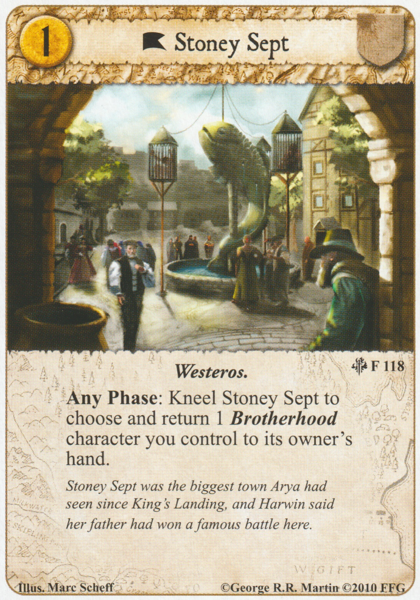 1
Stoney Sept
F 118
Westeros.
Any Phase: Kneel Stoney Sept to
choose and return 1 Brotherhood
character you control to its owner's
hand.
Stoney Sept was the biggest town Arya had
seen since King's Landing, and Harwin said
her father had won a famous battle here.
W GIFT
Illus. Marc Scheff
©George R.R. Martin ©2010 FFG